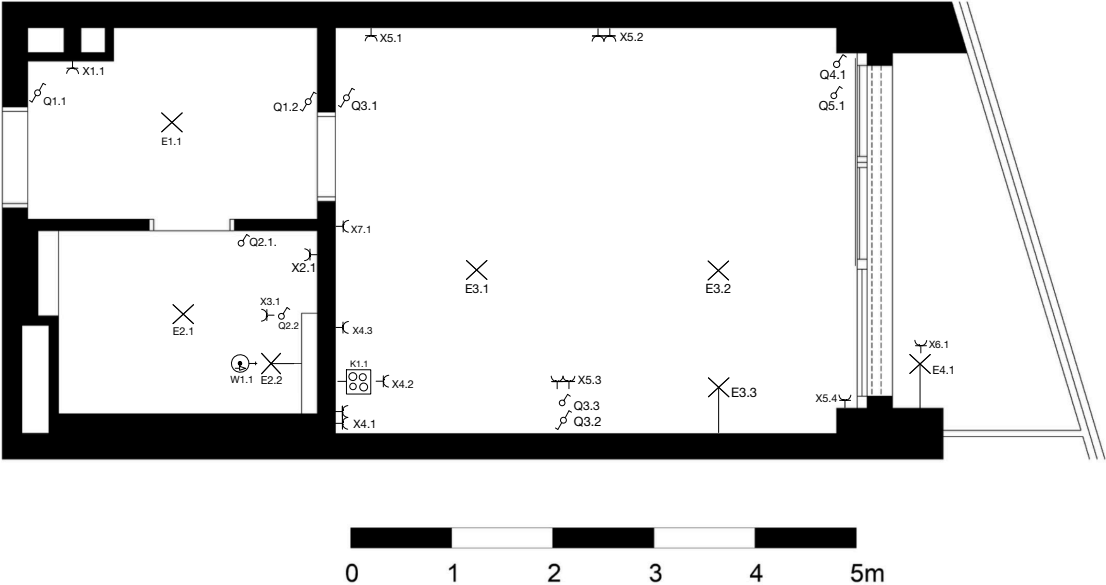 X5.1
X5.2
X1.1
Q4.1
Q1.1
Q1.2
Q3.1
Q5.1
E1.1
X7.1
Q2.1.
X2.1
E3.1
E3.2
X3.1
Q2.2
E2.1
X4.3
X6.1
K1.1
W1.1
E2.2
X4.2
X5.3
E3.3
E4.1
X5.4
Q3.3
Q3.2
X4.1
0 1 2 3 4 5m